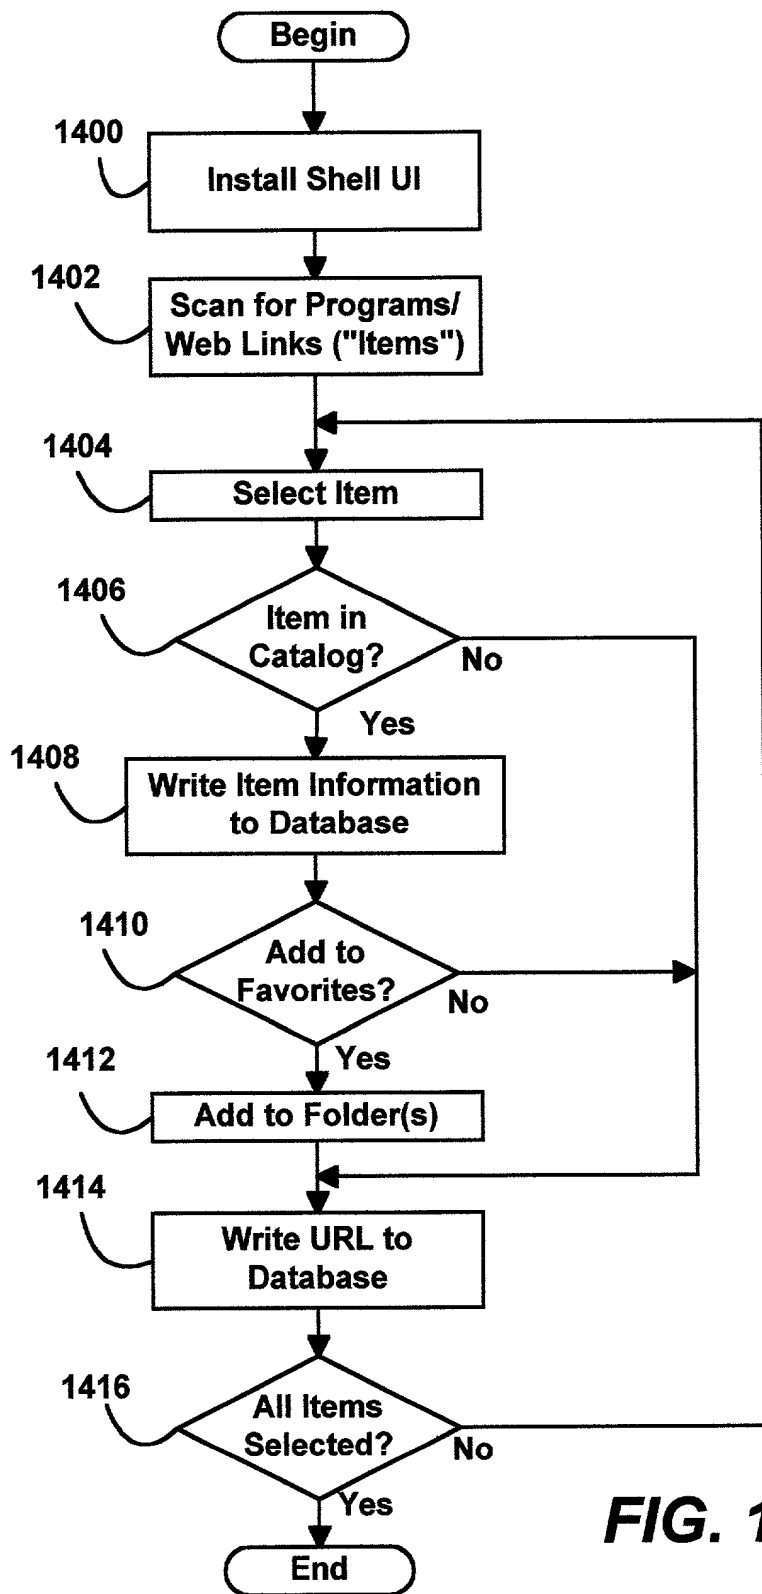 Begin
1400
Install Shell UI
1402
Scan for Programs/
Web Links ("Items")
1404
Select Item
1406
Item in
Catalog?
No
Yes
1408
Write Item Information
to Database
1410
Add to
Favorites?
No
Yes
1412
Add to Folder(s)
1414
Write URL to
Database
1416
All Items
Selected?
No
Yes
FIG. 1
End